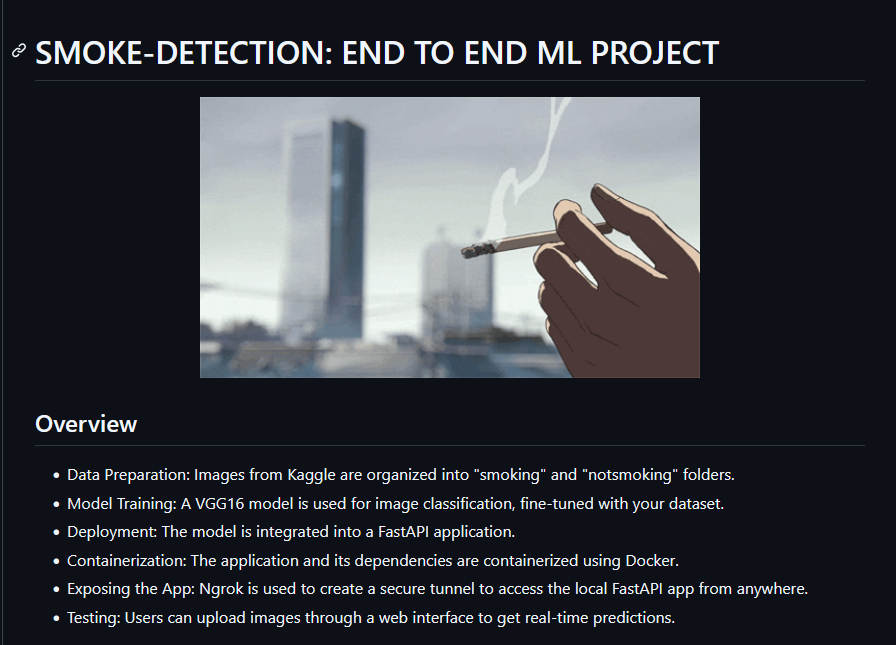 SMOKE-DETECTION: END TO END ML PROJECT
Overview
Data Preparation: Images from Kaggle are organized into "smoking" and "notsmoking" folders.
Model Training: A VGG16 model is used for image classification, fine-tuned with your dataset.
Deployment: The model is integrated into a FastAPI application.
Containerization: The application and its dependencies are containerized using Docker.
Exposing the App: Ngrok is used to create a secure tunnel to access the local FastAPI app from anywhere.
Testing: Users can upload images through a web interface to get real-time predictions.